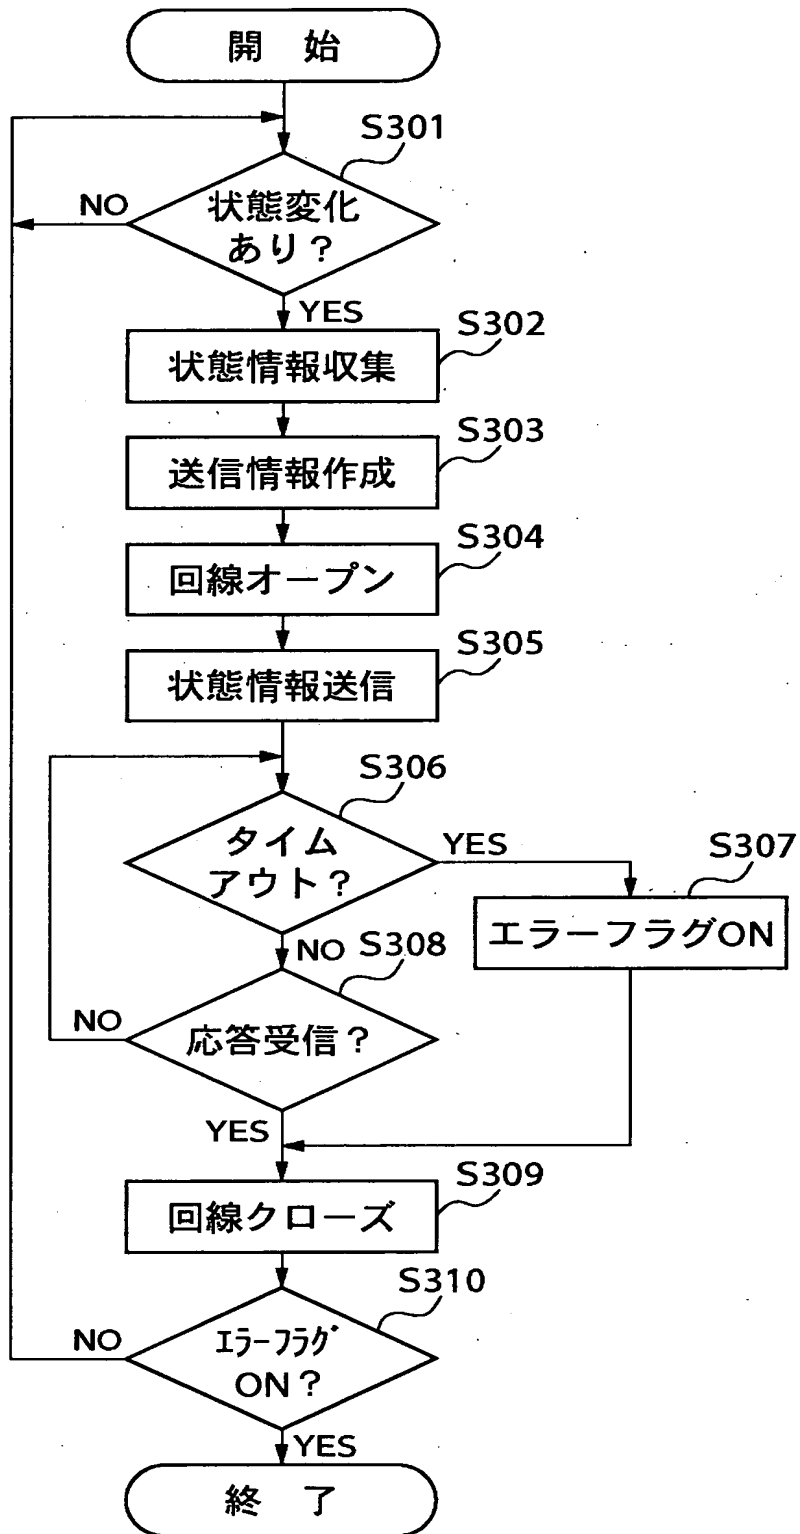 開 始
S301
状態変化
あり？
NO
YES
S302
状態情報収集
S303
送信情報作成
S304
回線オープン
S305
状態情報送信
S306
タイム
アウト？
YES
S307
エラーフラグON
NO
S308
応答受信？
NO
YES
S309
回線クローズ
S310
ｴﾗｰﾌﾗｸﾞ
ON？
NO
YES
終 了